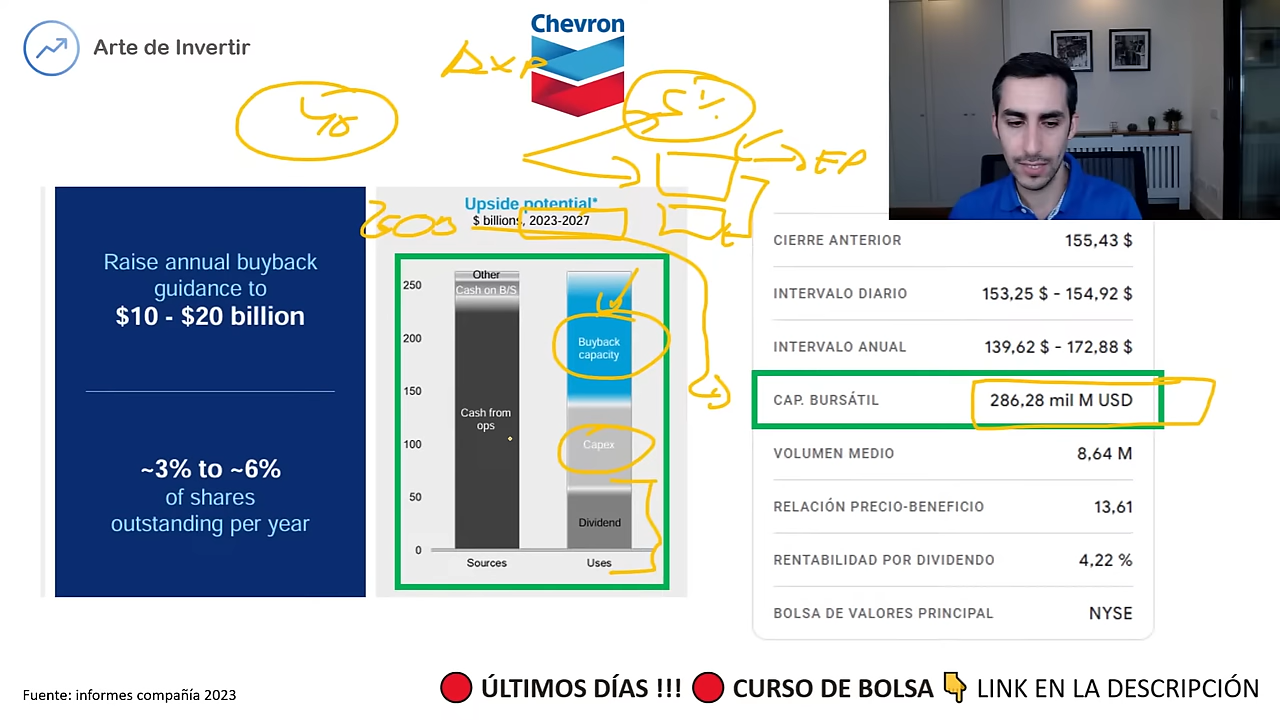 Arte de Invertir
Chevron
DXP
5%
40
EP
Raise annual buyback
guidance to
$10 - $20 billion
~3% to ~6%
of shares
outstanding per year
Upside potential*
$ billions, 2023-2027
250
200
150
100
50
0
Other
Cash on B/S
Cash from
ops
Buyback
capacity
Capex
Dividend
Sources
Uses
CIERRE ANTERIOR
155,43 $
INTERVALO DIARIO
153,25 $ - 154,92 $
INTERVALO ANUAL
139,62 $ - 172,88 $
CAP. BURSÁTIL
286,28 mil M USD
VOLUMEN MEDIO
8,64 M
RELACIÓN PRECIO-BENEFICIO
13,61
RENTABILIDAD POR DIVIDENDO
4,22 %
BOLSA DE VALORES PRINCIPAL
NYSE
Fuente: informes compañía 2023
ÚLTIMOS DÍAS !!! CURSO DE BOLSA LINK EN LA DESCRIPCIÓN